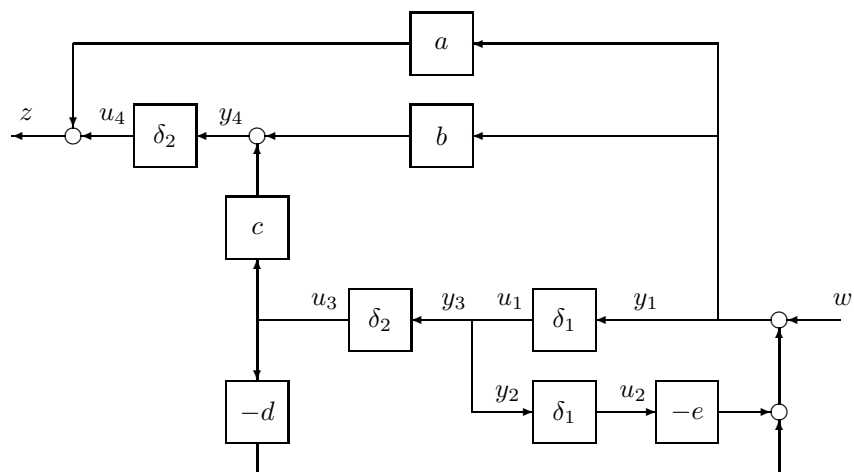 a
z u₄ δ₂ y₄ b
c
u₃ δ₂ y₃ u₁ δ₁ y₁ w
−d y₂ δ₁ u₂ −e